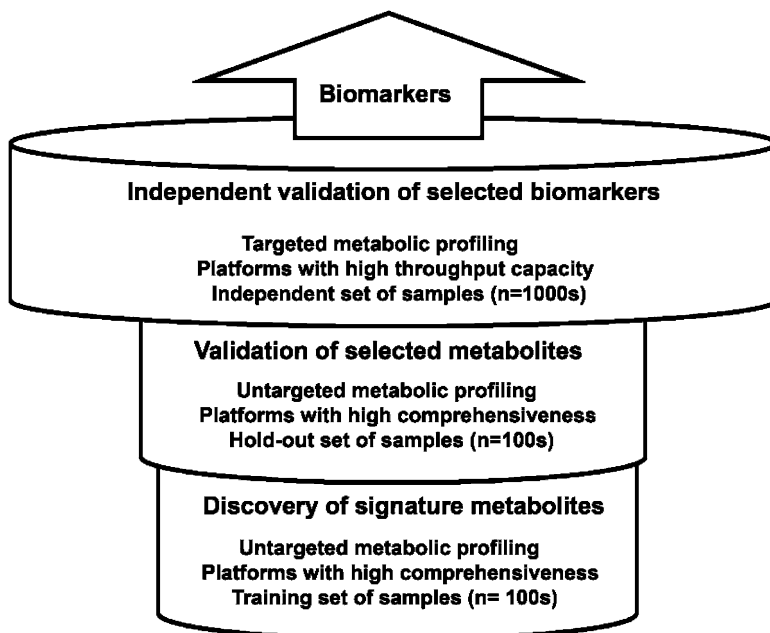 Biomarkers
Independent validation of selected biomarkers
Targeted metabolic profiling
Platforms with high throughput capacity
Independent set of samples (n=1000s)
Validation of selected metabolites
Untargeted metabolic profiling
Platforms with high comprehensiveness
Hold-out set of samples (n=100s)
Discovery of signature metabolites
Untargeted metabolic profiling
Platforms with high comprehensiveness
Training set of samples (n= 100s)